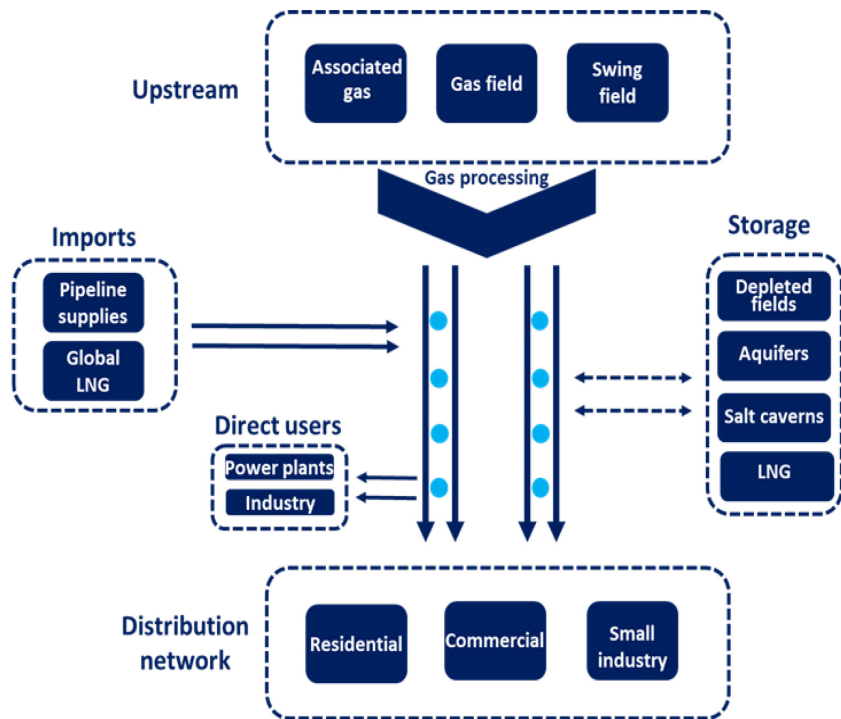 Upstream
Associated
gas
Gas field
Swing
field
Gas processing
Imports
Pipeline
supplies
Global
LNG
Storage
Depleted
fields
Aquifers
Salt caverns
LNG
Direct users
Power plants
Industry
Distribution
network
Residential
Commercial
Small
industry